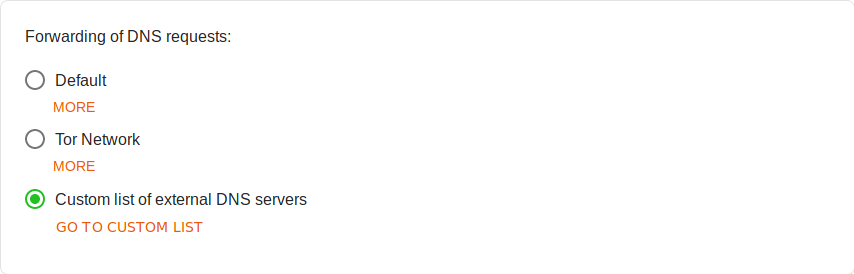 Forwarding of DNS requests:
Default
MORE
Tor Network
MORE
Custom list of external DNS servers
GO TO CUSTOM LIST